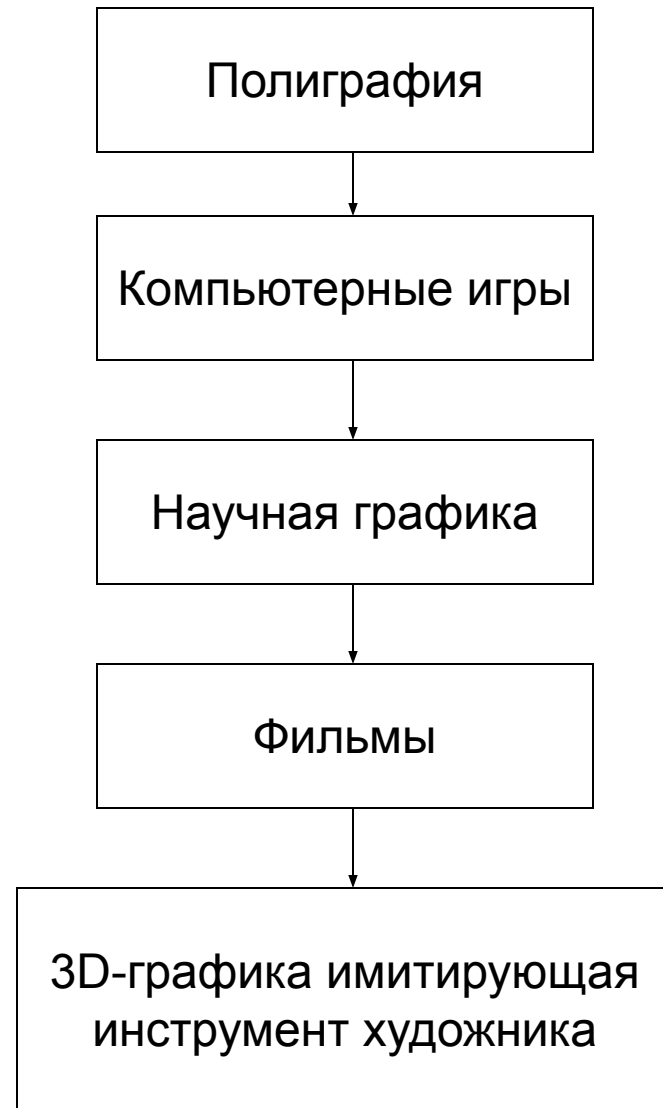 Полиграфия
Компьютерные игры
Научная графика
Фильмы
3D-графика имитирующая
инструмент художника